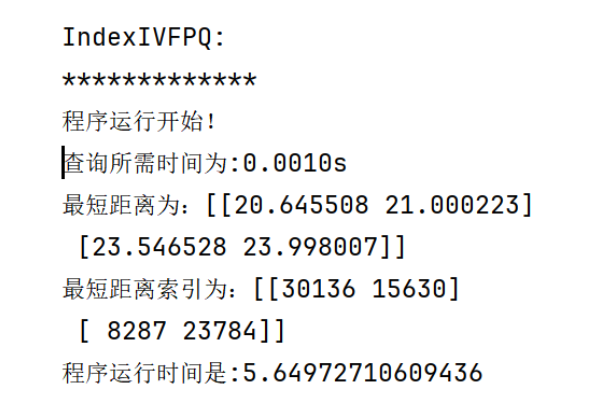 IndexIVFPQ:
*************
程序运行开始!
查询所需时间为:0.0010s
最短距离为: [[20.645508 21.000223]
[23.546528 23.998007]]
最短距离索引为: [[30136 15630]
[ 8287 23784]]
程序运行时间是:5.64972710609436